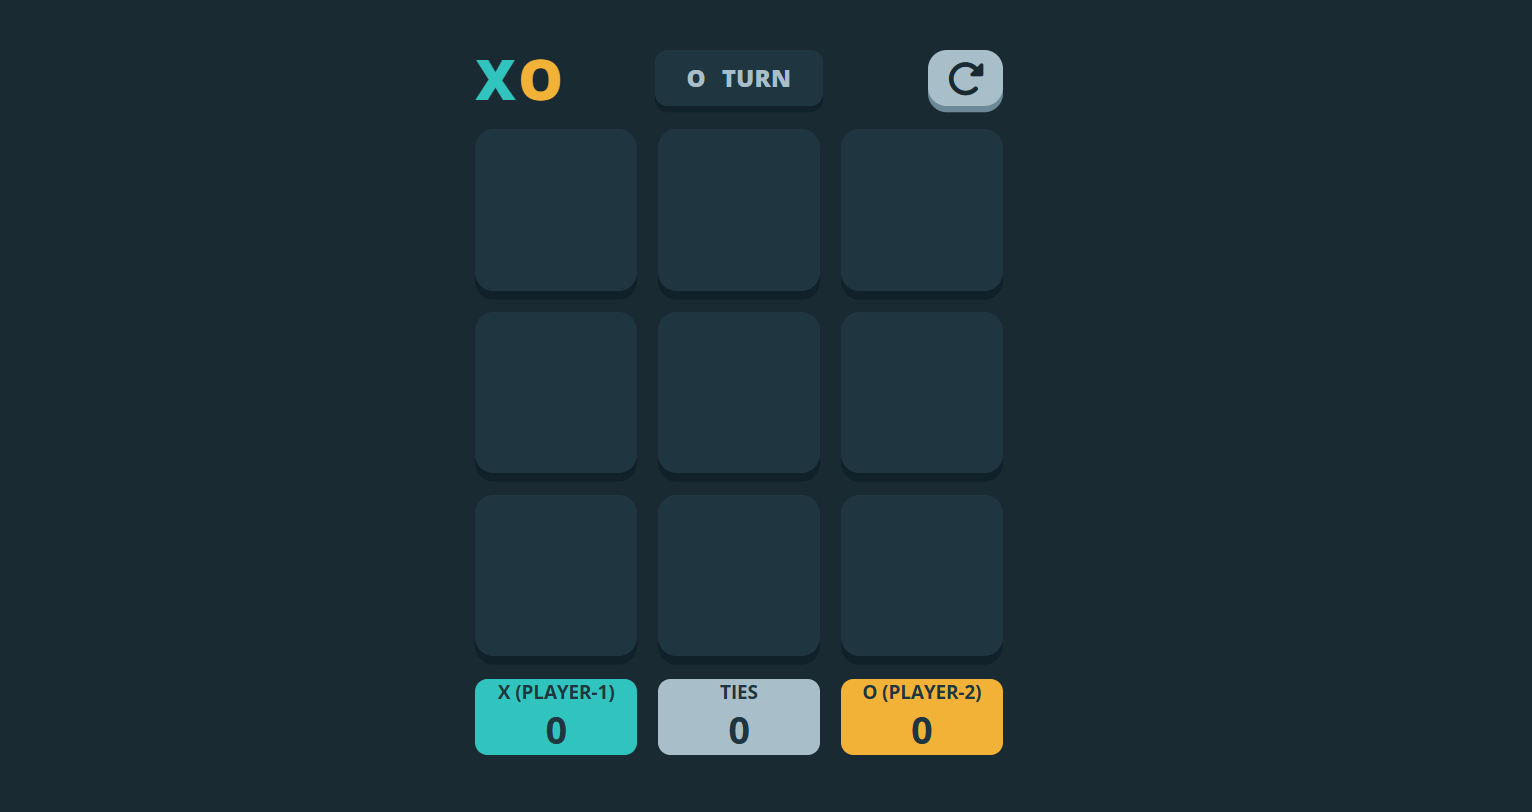 XO
O TURN
X (PLAYER-1)
0
TIES
0
O (PLAYER-2)
0